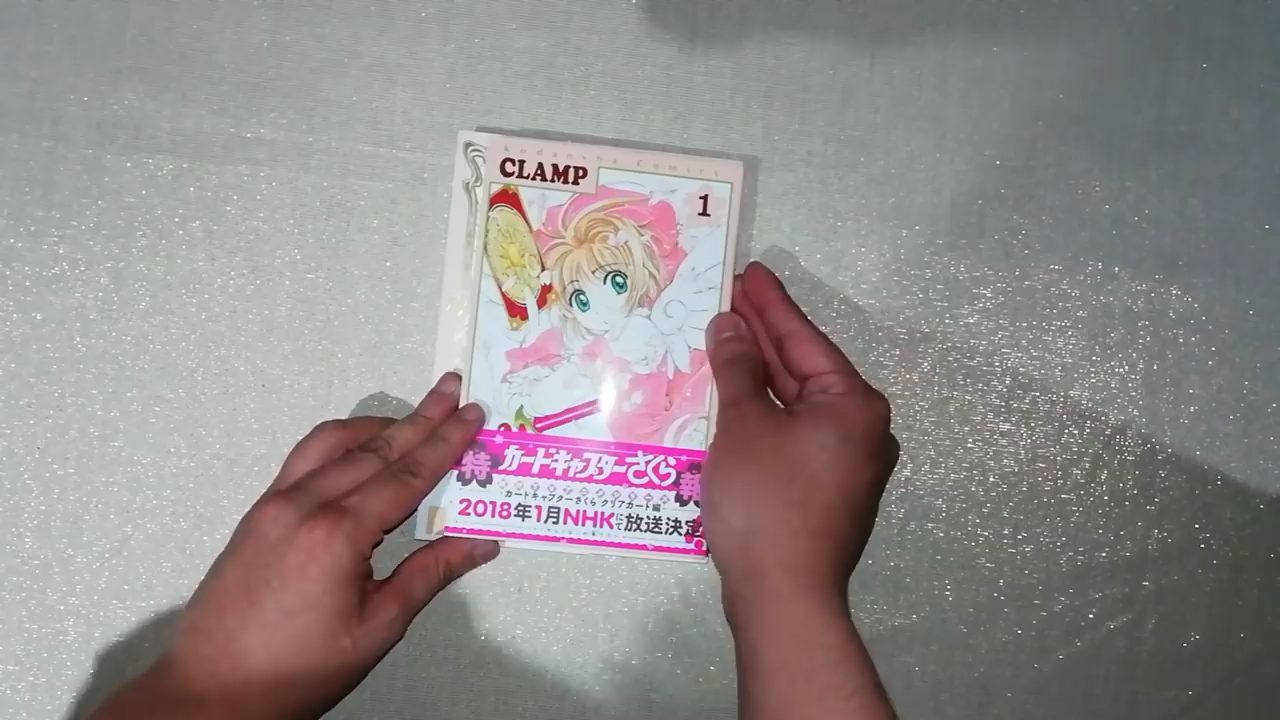 Kodansha Comics
CLAMP
1
特報
カードキャプターさくら
カードキャプターさくら クリアカード編
2018年1月NHKにて放送決定